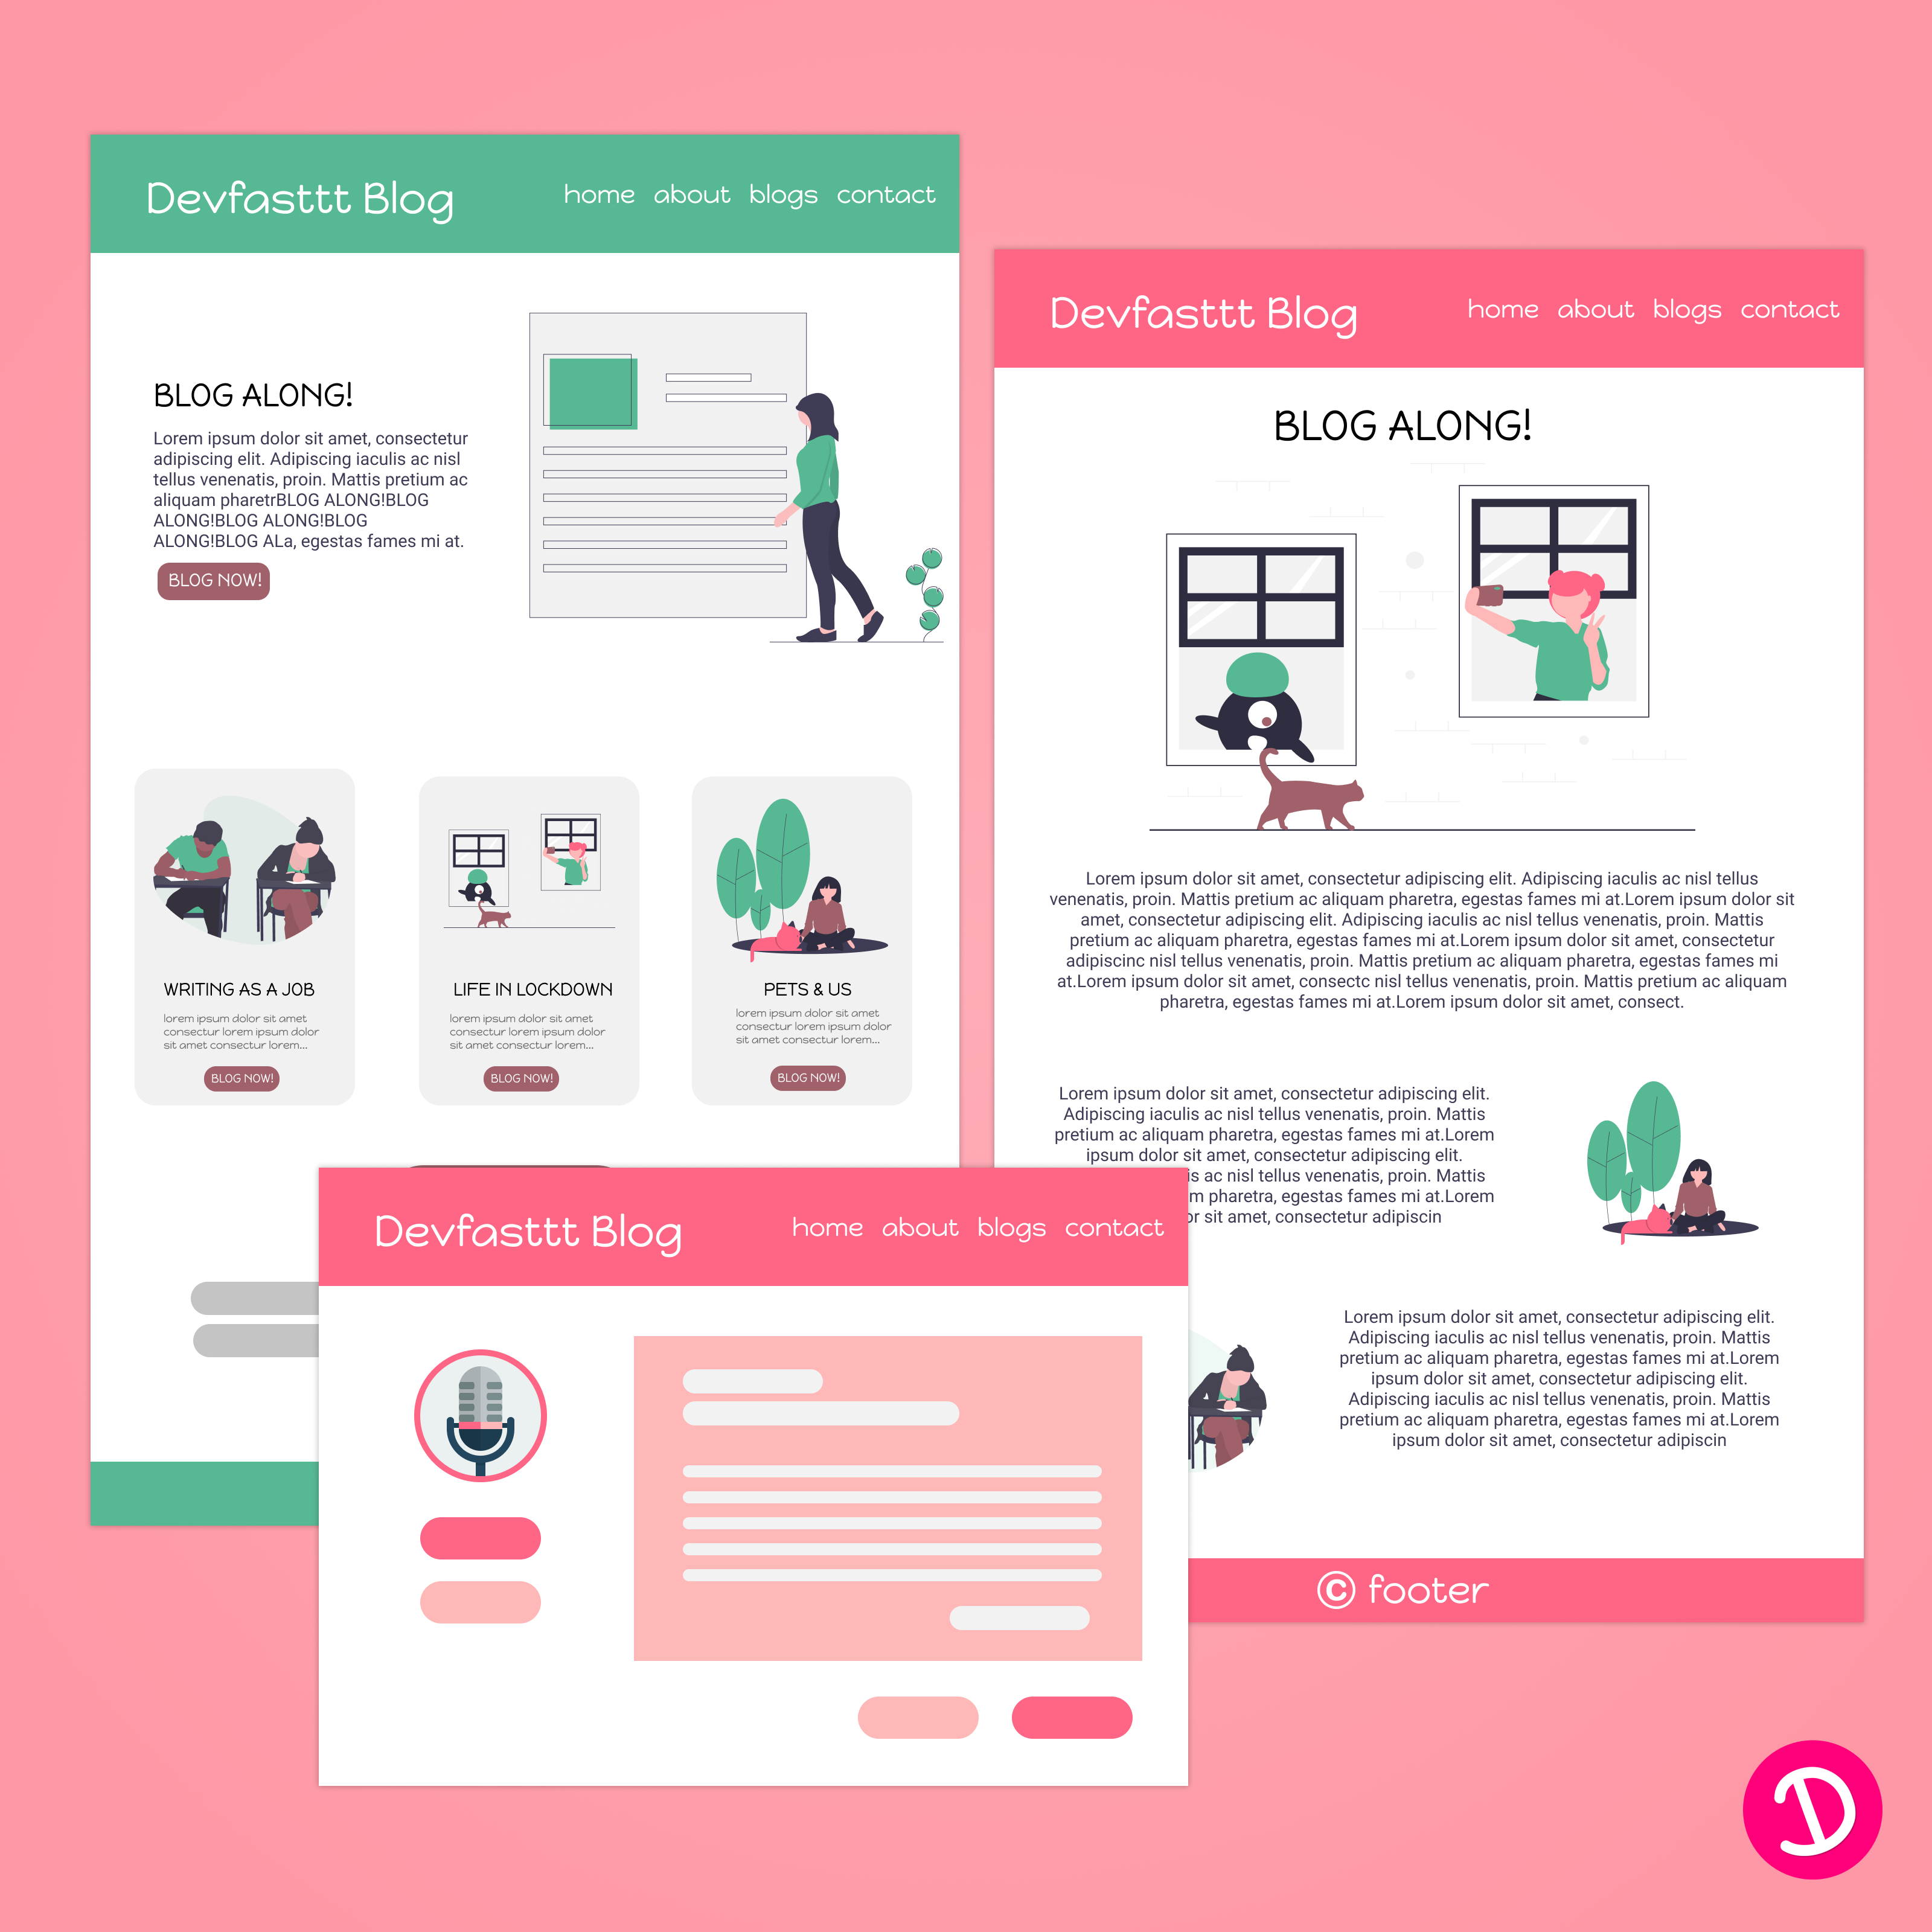 Devfasttt Blog
home about blogs contact
BLOG ALONG!
Lorem ipsum dolor sit amet, consectetur
adipiscing elit. Adipiscing iaculis ac nisl
tellus venenatis, proin. Mattis pretium ac
aliquam pharetrBLOG ALONG!BLOG
ALONG!BLOG ALONG!BLOG
ALONG!BLOG ALa, egestas fames mi at.
BLOG NOW!
WRITING AS A JOB
lorem ipsum dolor sit amet
consectur lorem ipsum dolor
sit amet consectur lorem...
BLOG NOW!
LIFE IN LOCKDOWN
lorem ipsum dolor sit amet
consectur lorem ipsum dolor
sit amet consectur lorem...
BLOG NOW!
PETS & US
lorem ipsum dolor sit amet
consectur lorem ipsum dolor
sit amet consectur lorem...
BLOG NOW!
Devfasttt Blog
home about blogs contact
BLOG ALONG!
Lorem ipsum dolor sit amet, consectetur adipiscing elit. Adipiscing iaculis ac nisl tellus
venenatis, proin. Mattis pretium ac aliquam pharetra, egestas fames mi at.Lorem ipsum dolor sit
amet, consectetur adipiscing elit. Adipiscing iaculis ac nisl tellus venenatis, proin. Mattis
pretium ac aliquam pharetra, egestas fames mi at.Lorem ipsum dolor sit amet, consectetur
adipiscinc nisl tellus venenatis, proin. Mattis pretium ac aliquam pharetra, egestas fames mi
at.Lorem ipsum dolor sit amet, consectc nisl tellus venenatis, proin. Mattis pretium ac aliquam
pharetra, egestas fames mi at.Lorem ipsum dolor sit amet, consect.
Lorem ipsum dolor sit amet, consectetur adipiscing elit.
Adipiscing iaculis ac nisl tellus venenatis, proin. Mattis
pretium ac aliquam pharetra, egestas fames mi at.Lorem
ipsum dolor sit amet, consectetur adipiscing elit.
is ac nisl tellus venenatis, proin. Mattis
m pharetra, egestas fames mi at.Lorem
or sit amet, consectetur adipiscin
Lorem ipsum dolor sit amet, consectetur adipiscing elit.
Adipiscing iaculis ac nisl tellus venenatis, proin. Mattis
pretium ac aliquam pharetra, egestas fames mi at.Lorem
ipsum dolor sit amet, consectetur adipiscing elit.
Adipiscing iaculis ac nisl tellus venenatis, proin. Mattis
pretium ac aliquam pharetra, egestas fames mi at.Lorem
ipsum dolor sit amet, consectetur adipiscin
© footer
Devfasttt Blog
home about blogs contact
D